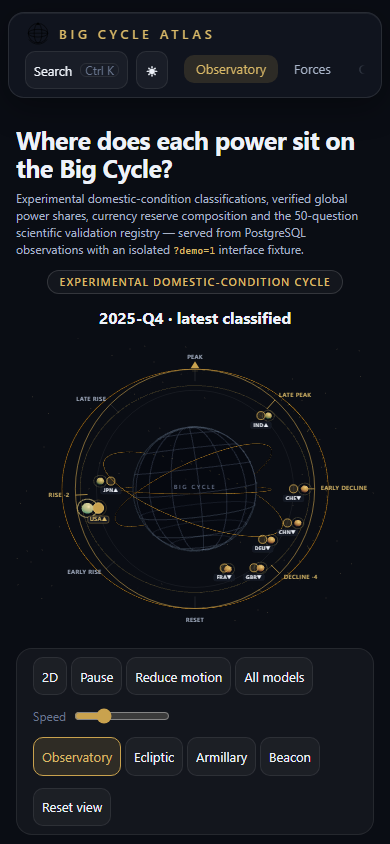 BIG CYCLE ATLAS
Search Ctrl K Observatory Forces
Where does each power sit on
the Big Cycle?
Experimental domestic-condition classifications, verified global
power shares, currency reserve composition and the 50-question
scientific validation registry — served from PostgreSQL
observations with an isolated ?demo=1 interface fixture.
EXPERIMENTAL DOMESTIC-CONDITION CYCLE
2025-Q4 · latest classified
PEAK
LATE RISE
LATE PEAK
IND▲
BIG CYCLE
JPN▲
EARLY DECLINE
RISE -2
CHE▼
USA▲
CHN▼
DEU▼
EARLY RISE
FRA▼
GBR▼
DECLINE -4
RESET
2D Pause Reduce motion All models
Speed
Observatory Ecliptic Armillary Beacon
Reset view